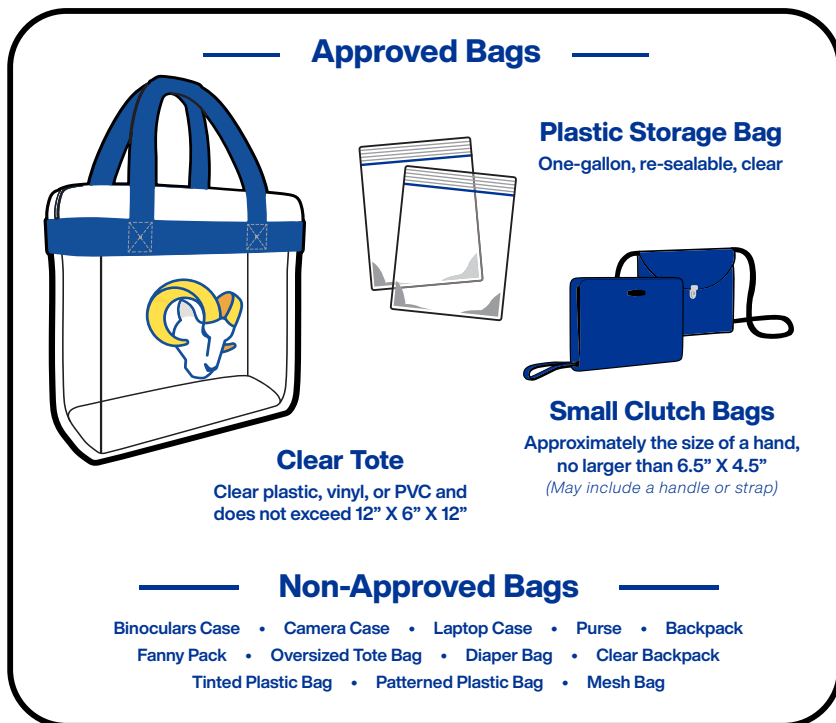 Approved Bags
Plastic Storage Bag
One-gallon, re-sealable, clear
Small Clutch Bags
Approximately the size of a hand,
no larger than 6.5” X 4.5”
(May include a handle or strap)
Clear Tote
Clear plastic, vinyl, or PVC and
does not exceed 12” X 6” X 12”
Non-Approved Bags
Binoculars Case • Camera Case • Laptop Case • Purse • Backpack
Fanny Pack • Oversized Tote Bag • Diaper Bag • Clear Backpack
Tinted Plastic Bag • Patterned Plastic Bag • Mesh Bag